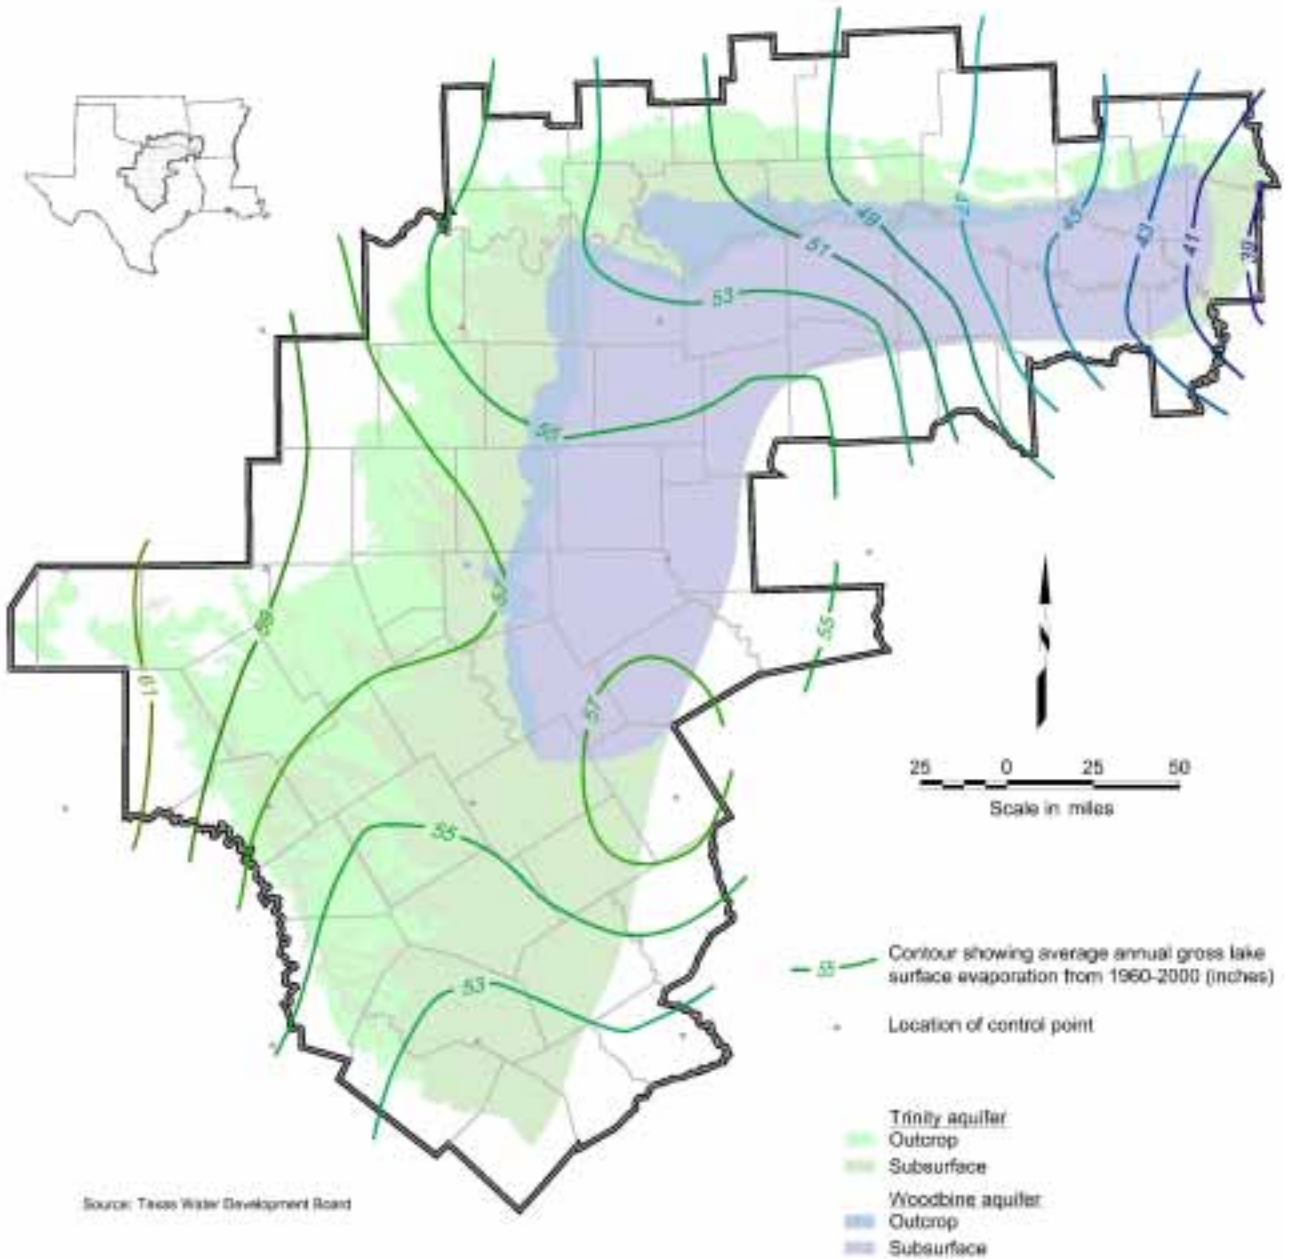 49
47
45
43
41
39
51
53
55
57
59
61
55
57
25 0 25 50
Scale in miles
55
53
55 Contour showing average annual gross lake
surface evaporation from 1960-2000 (inches)
Location of control point
Trinity aquifer
Outcrop
Subsurface
Woodbine aquifer
Outcrop
Subsurface
Source: Texas Water Development Board